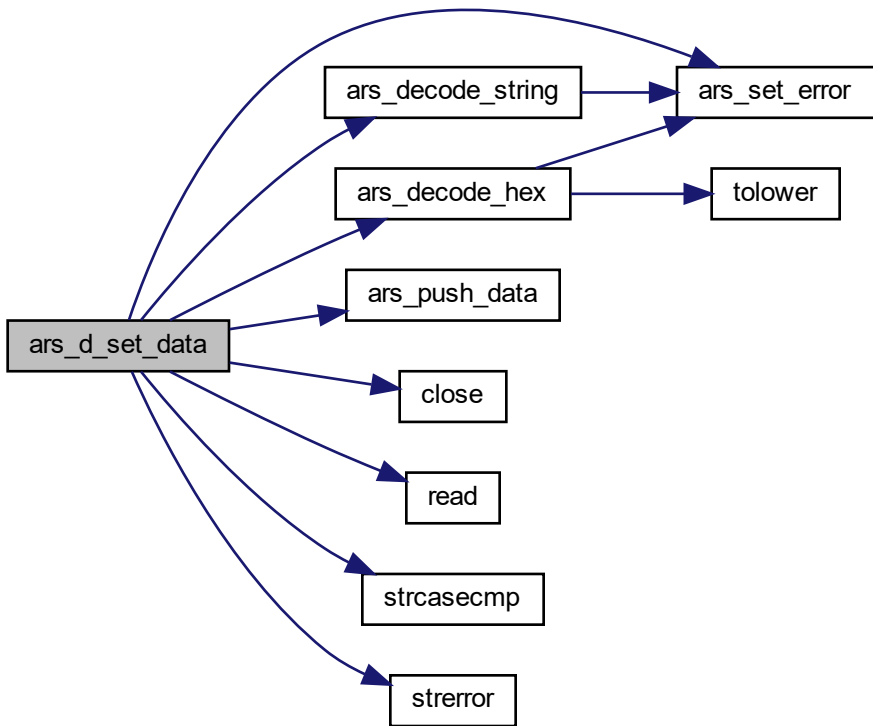 ars_decode_string
ars_set_error
ars_decode_hex
tolower
ars_push_data
ars_d_set_data
close
read
strcasecmp
strerror